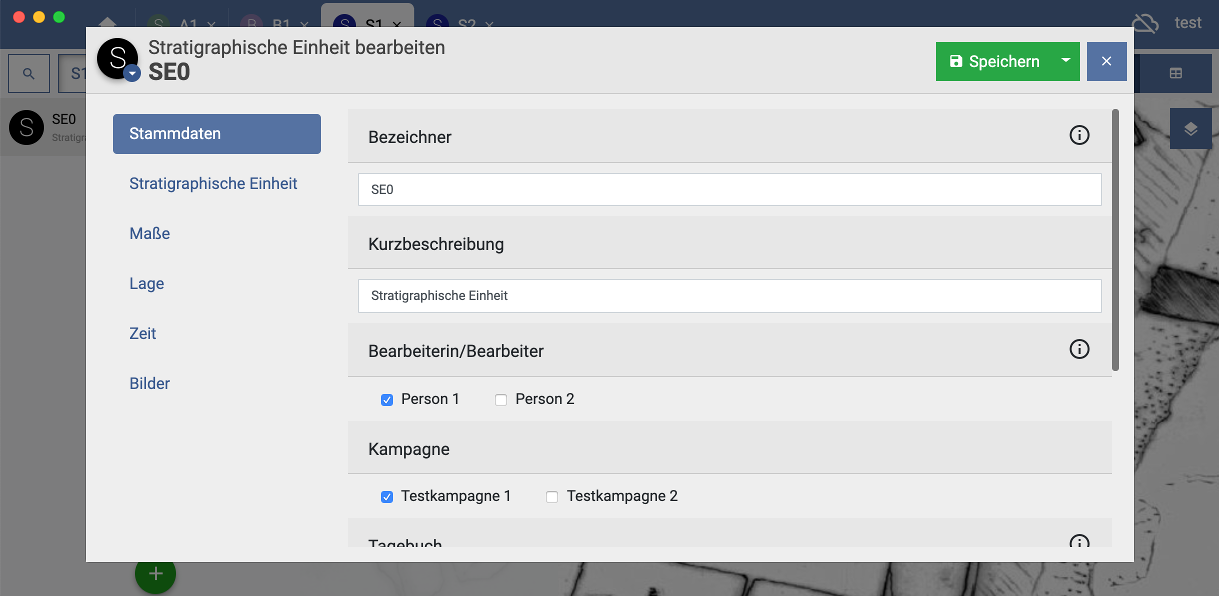 S A1 ×
B B1 ×
S S1 ×
S S2 ×
test
S Stratigraphische Einheit bearbeiten
SE0
Speichern
×
S1
S SE0
Stratigra
Stammdaten
Stratigraphische Einheit
Maße
Lage
Zeit
Bilder
Bezeichner
SE0
Kurzbeschreibung
Stratigraphische Einheit
Bearbeiterin/Bearbeiter
Person 1 Person 2
Kampagne
Testkampagne 1 Testkampagne 2
Tagebuch
+